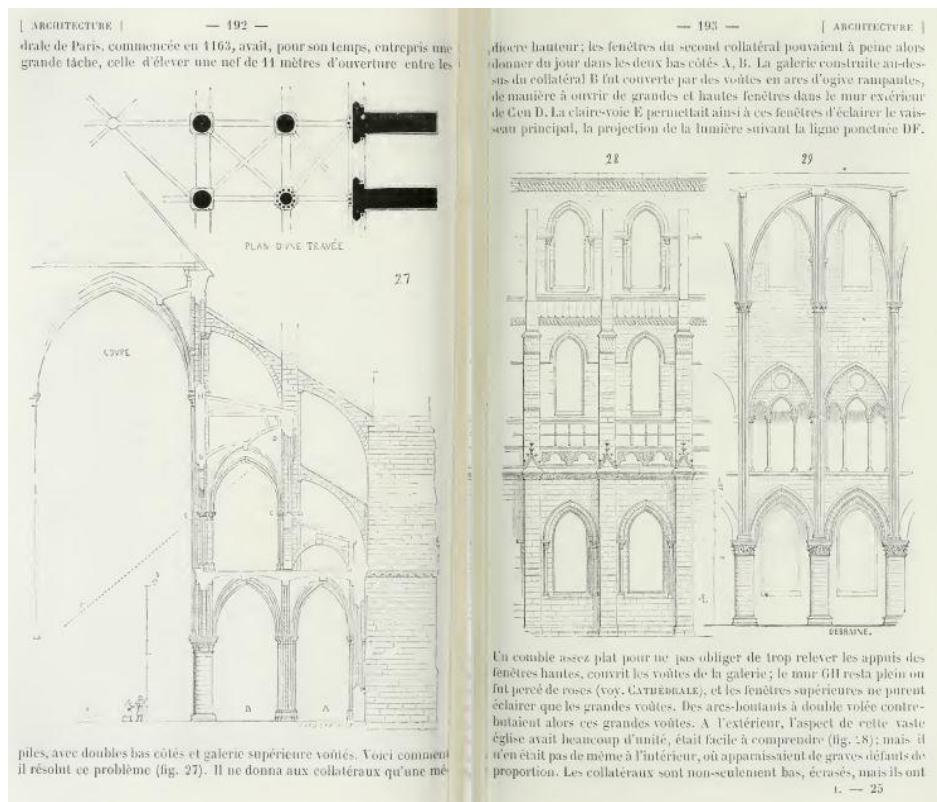 [ ARCHITECTURE ]
— 192 —
drale de Paris, commencée en 1163, avait, pour son temps, entrepris une
grande tâche, celle d'élever une nef de 11 mètres d'ouverture entre les
PLAN D'UNE TRAVÉE
27
COUPE
H
D
C
E
F
B
A
piles, avec doubles bas côtés et galerie supérieure voûtés. Voici comment
il résolut ce problème (fig. 27). Il ne donna aux collatéraux qu'une mé-
— 193 —
[ ARCHITECTURE ]
diocre hauteur; les fenêtres du second collatéral pouvaient à peine alors
donner du jour dans les deux bas côtés A, B. La galerie construite au-des-
sus du collatéral B fut couverte par des voûtes en arcs d'ogive rampantes,
de manière à ouvrir de grandes et hautes fenêtres dans le mur extérieur
de C en D. La claire-voie E permettait ainsi à ces fenêtres d'éclairer le vais-
seau principal, la projection de la lumière suivant la ligne ponctuée DF.
28
29
DEBRAINE.
Un comble assez plat pour ne pas obliger de trop relever les appuis des
fenêtres hautes, couvrit les voûtes de la galerie; le mur GH resta plein ou
fut percé de roses (voy. CATHÉDRALE), et les fenêtres supérieures ne purent
éclairer que les grandes voûtes. Des arcs-boutants à double volée contre-
butaient alors ces grandes voûtes. A l'extérieur, l'aspect de cette vaste
église avait beaucoup d'unité, était facile à comprendre (fig. 28); mais il
n'en était pas de même à l'intérieur, où apparaissaient de graves défauts de
proportion. Les collatéraux sont non-seulement bas, écrasés, mais ils ont
I. — 25